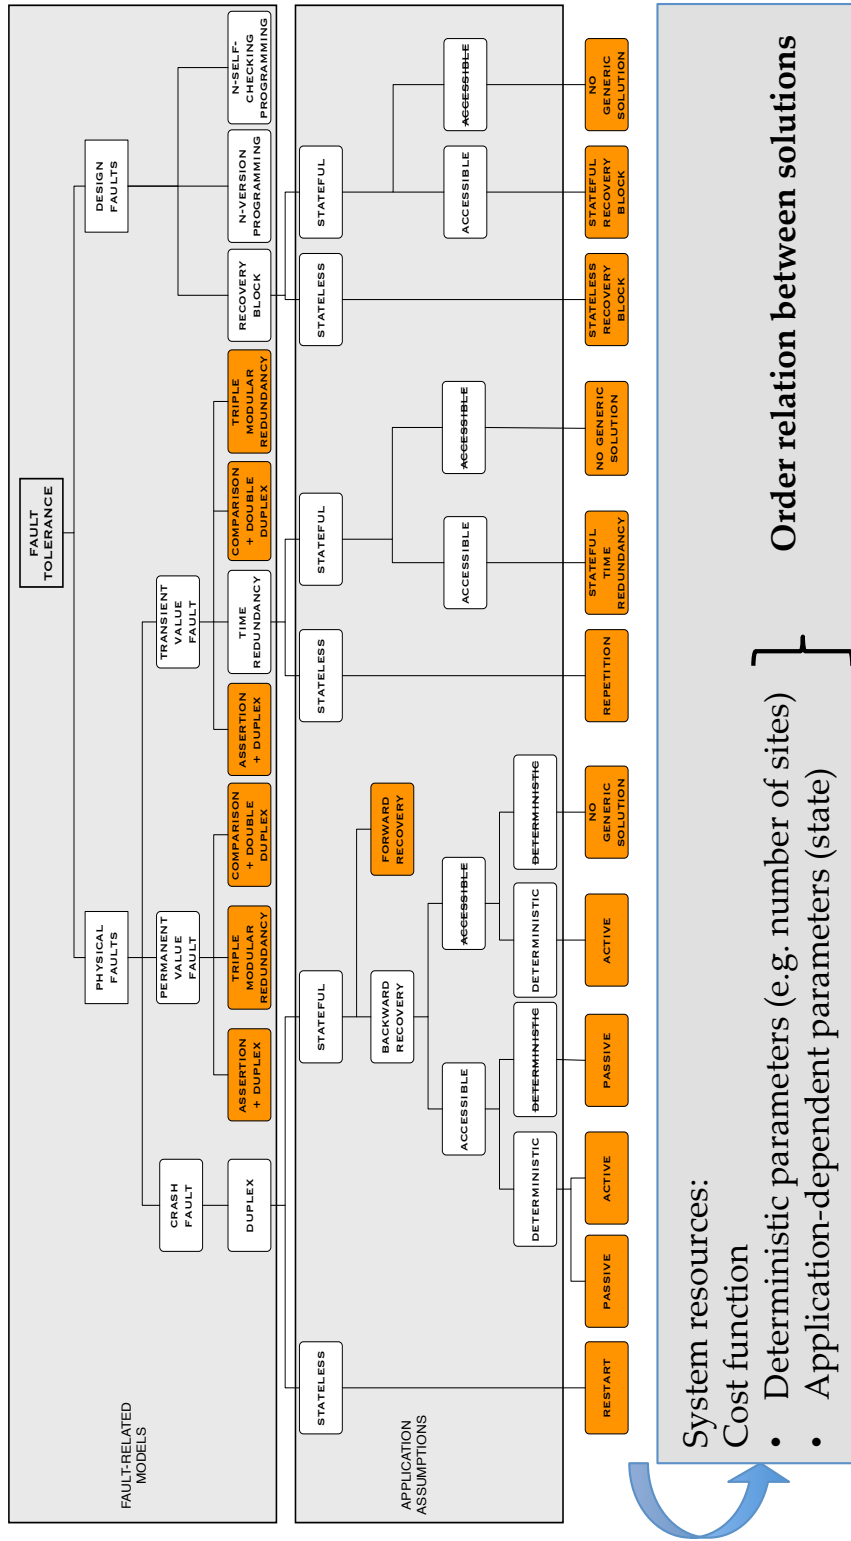 FAULT
TOLERANCE
PHYSICAL
FAULTS
DESIGN
FAULTS
FAULT-RELATED
MODELS
CRASH
FAULT
PERMANENT
VALUE
FAULT
TRANSIENT
VALUE
FAULT
DUPLEX
ASSERTION
+ DUPLEX
TRIPLE
MODULAR
REDUNDANCY
COMPARISON
+ DOUBLE
DUPLEX
ASSERTION
+ DUPLEX
TIME
REDUNDANCY
COMPARISON
+ DOUBLE
DUPLEX
TRIPLE
MODULAR
REDUNDANCY
RECOVERY
BLOCK
N-VERSION
PROGRAMMING
N-SELF-
CHECKING
PROGRAMMING
STATELESS
STATEFUL
STATELESS
STATEFUL
STATELESS
STATEFUL
APPLICATION
ASSUMPTIONS
BACKWARD
RECOVERY
FORWARD
RECOVERY
ACCESSIBLE
ACCESSIBLE
ACCESSIBLE
ACCESSIBLE
ACCESSIBLE
ACCESSIBLE
DETERMINISTIC
DETERMINISTIC
DETERMINISTIC
DETERMINISTIC
RESTART
PASSIVE
ACTIVE
PASSIVE
ACTIVE
NO
GENERIC
SOLUTION
REPETITION
STATEFUL
TIME
REDUNDANCY
NO GENERIC
SOLUTION
STATELESS
RECOVERY
BLOCK
STATEFUL
RECOVERY
BLOCK
NO
GENERIC
SOLUTION
System resources:
Cost function
• Deterministic parameters (e.g. number of sites)
• Application-dependent parameters (state)
Order relation between solutions